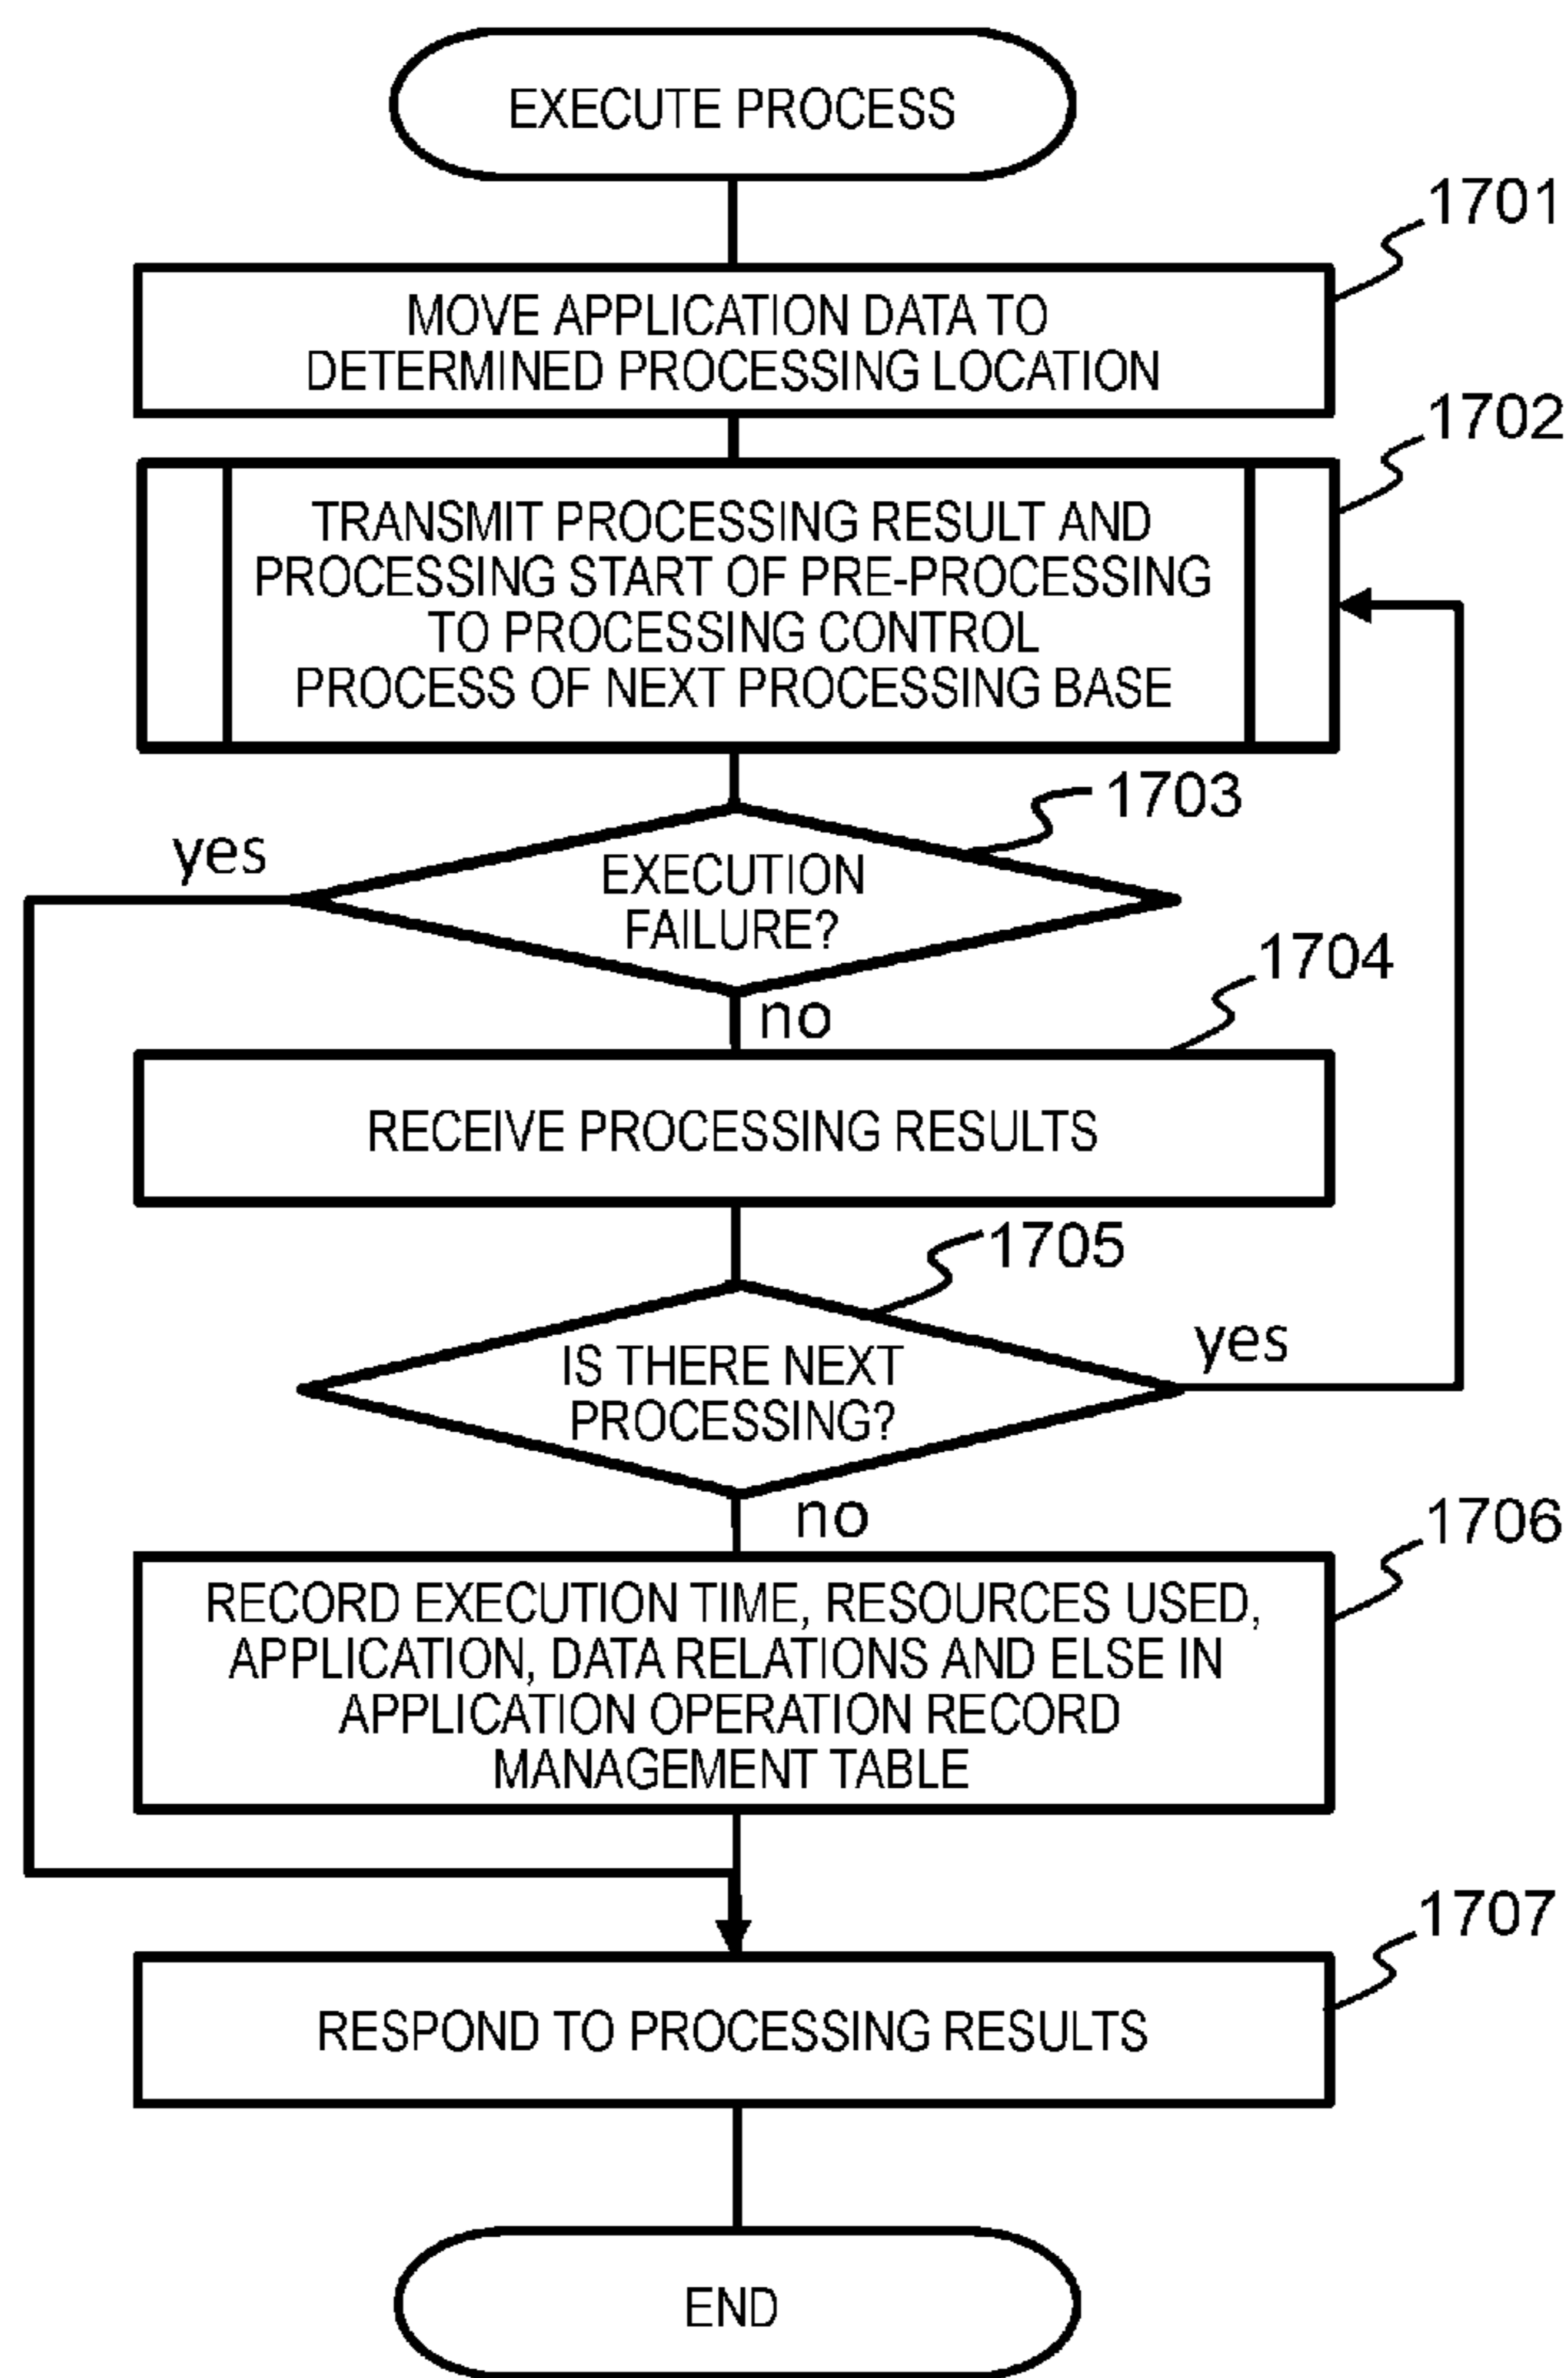 EXECUTE PROCESS
1701
MOVE APPLICATION DATA TO
DETERMINED PROCESSING LOCATION
1702
TRANSMIT PROCESSING RESULT AND
PROCESSING START OF PRE-PROCESSING
TO PROCESSING CONTROL
PROCESS OF NEXT PROCESSING BASE
1703
yes
EXECUTION
FAILURE?
1704
no
RECEIVE PROCESSING RESULTS
1705
yes
IS THERE NEXT
PROCESSING?
no
1706
RECORD EXECUTION TIME, RESOURCES USED,
APPLICATION, DATA RELATIONS AND ELSE IN
APPLICATION OPERATION RECORD
MANAGEMENT TABLE
1707
RESPOND TO PROCESSING RESULTS
END